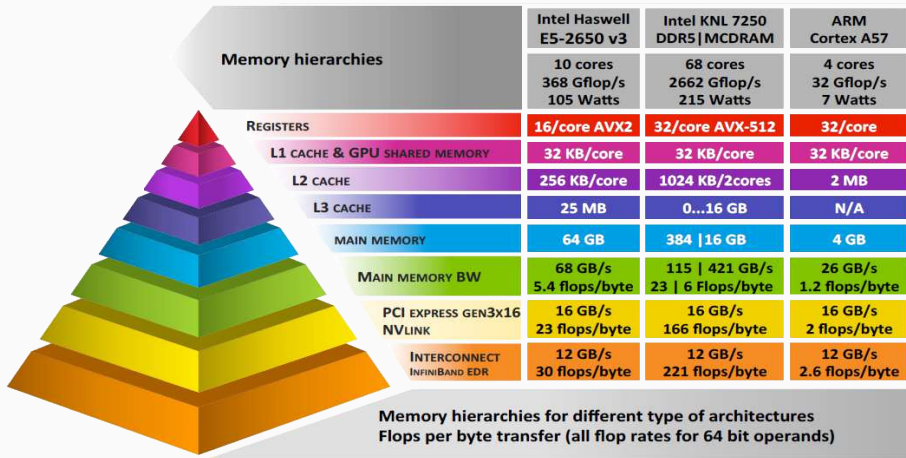 Memory hierarchies
Intel Haswell
E5-2650 v3
Intel KNL 7250
DDR5|MCDRAM
ARM
Cortex A57
10 cores
368 Gflop/s
105 Watts
68 cores
2662 Gflop/s
215 Watts
4 cores
32 Gflop/s
7 Watts
REGISTERS
16/core AVX2
32/core AVX-512
32/core
L1 CACHE & GPU SHARED MEMORY
32 KB/core
32 KB/core
32 KB/core
L2 CACHE
256 KB/core
1024 KB/2cores
2 MB
L3 CACHE
25 MB
0...16 GB
N/A
MAIN MEMORY
64 GB
384 |16 GB
4 GB
MAIN MEMORY BW
68 GB/s
5.4 flops/byte
115 | 421 GB/s
23 | 6 Flops/byte
26 GB/s
1.2 flops/byte
PCI EXPRESS GEN3X16
NVLINK
16 GB/s
23 flops/byte
16 GB/s
166 flops/byte
16 GB/s
2 flops/byte
INTERCONNECT
INFINIBAND EDR
12 GB/s
30 flops/byte
12 GB/s
221 flops/byte
12 GB/s
2.6 flops/byte
Memory hierarchies for different type of architectures
Flops per byte transfer (all flop rates for 64 bit operands)